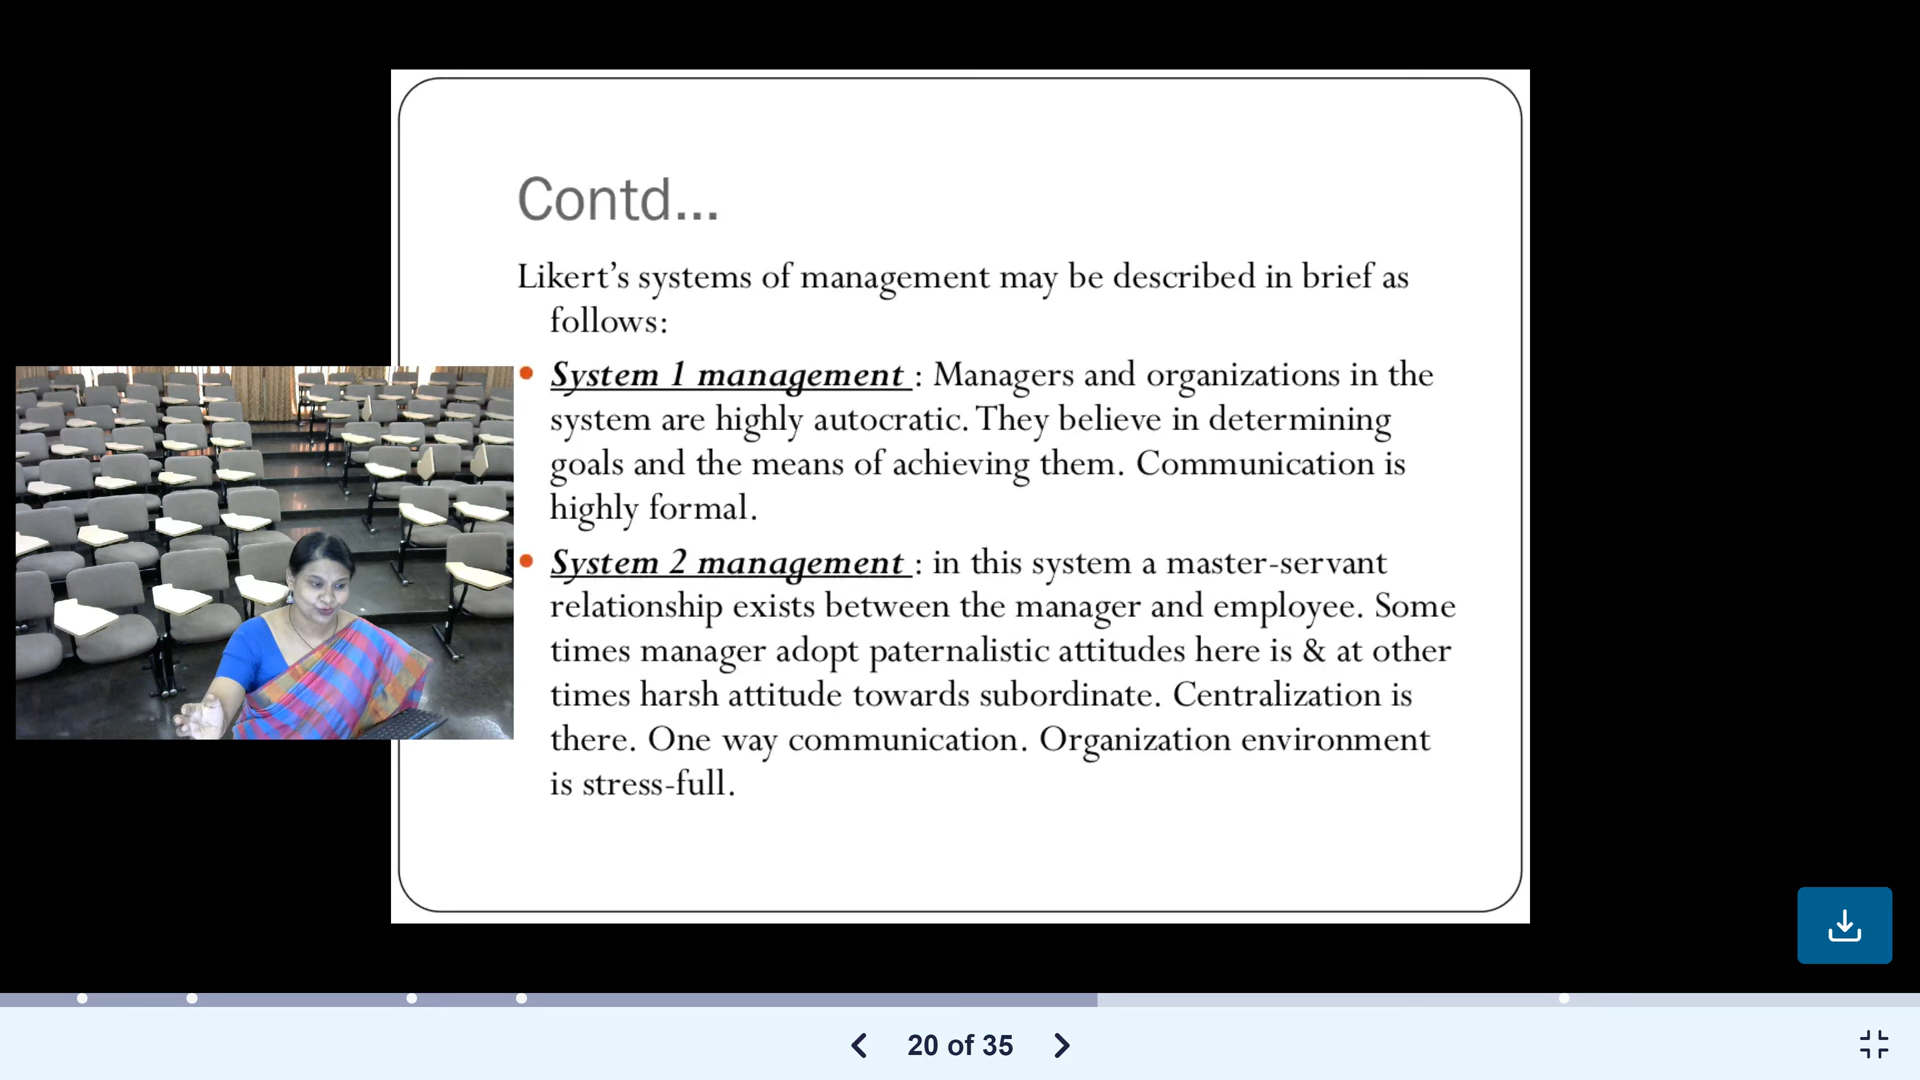 Contd...
Likert’s systems of management may be described in brief as
follows:
• System 1 management : Managers and organizations in the
system are highly autocratic. They believe in determining
goals and the means of achieving them. Communication is
highly formal.
• System 2 management : in this system a master-servant
relationship exists between the manager and employee. Some
times manager adopt paternalistic attitudes here is & at other
times harsh attitude towards subordinate. Centralization is
there. One way communication. Organization environment
is stress-full.
20 of 35